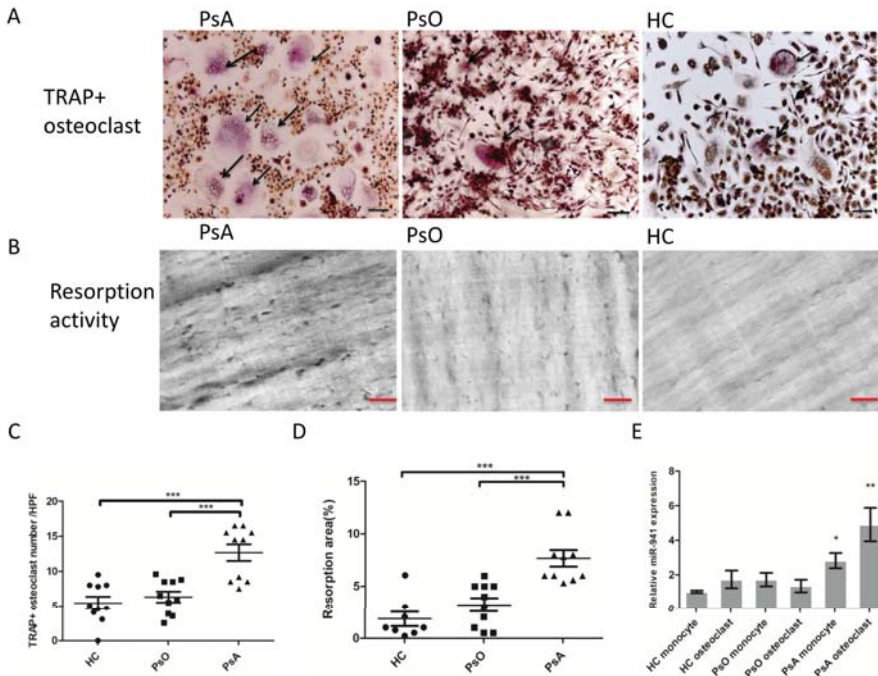 A
PsA
PsO
HC
TRAP+
osteoclast
B
PsA
PsO
HC
Resorption
activity
C
D
E
TRAP+ osteoclast number /HPF
20
15
10
5
0
***
***
HC
PsO
PsA
Resorption area(%)
15
10
5
0
***
***
HC
PsO
PsA
Relative miR-941 expression
8
6
4
2
0
*
**
HC monocyte
HC osteoclast
PsO monocyte
PsO osteoclast
PsA monocyte
PsA osteoclast